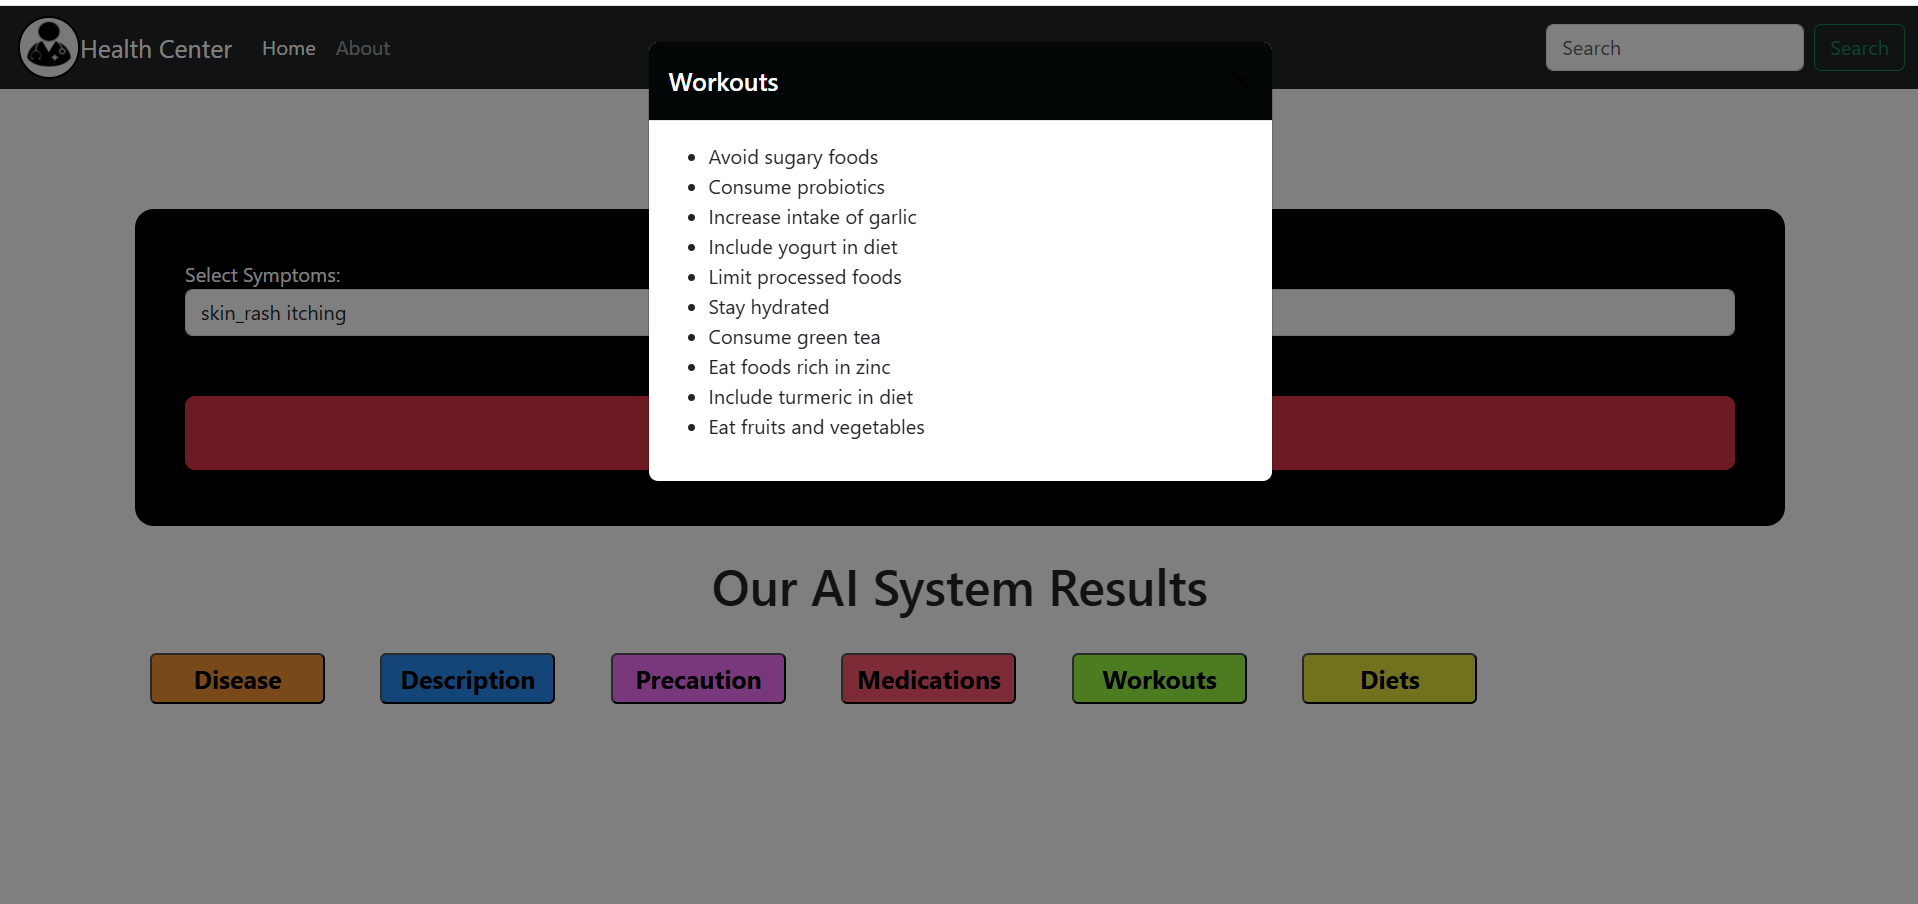 Health Center Home About Search Search
Workouts
Avoid sugary foods
Consume probiotics
Increase intake of garlic
Include yogurt in diet
Limit processed foods
Stay hydrated
Consume green tea
Eat foods rich in zinc
Include turmeric in diet
Eat fruits and vegetables
Select Symptoms:
skin_rash itching
Our AI System Results
Disease Description Precaution Medications Workouts Diets